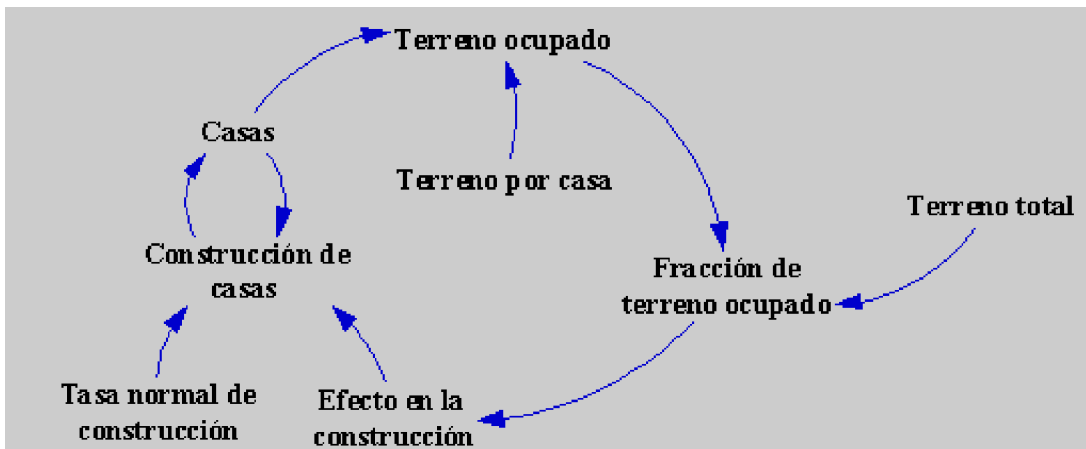 Terreno ocupado
Casas
Terreno por casa
Terreno total
Construcción de
casas
Fracción de
terreno ocupado
Tasa normal de
construcción
Efecto en la
construcción